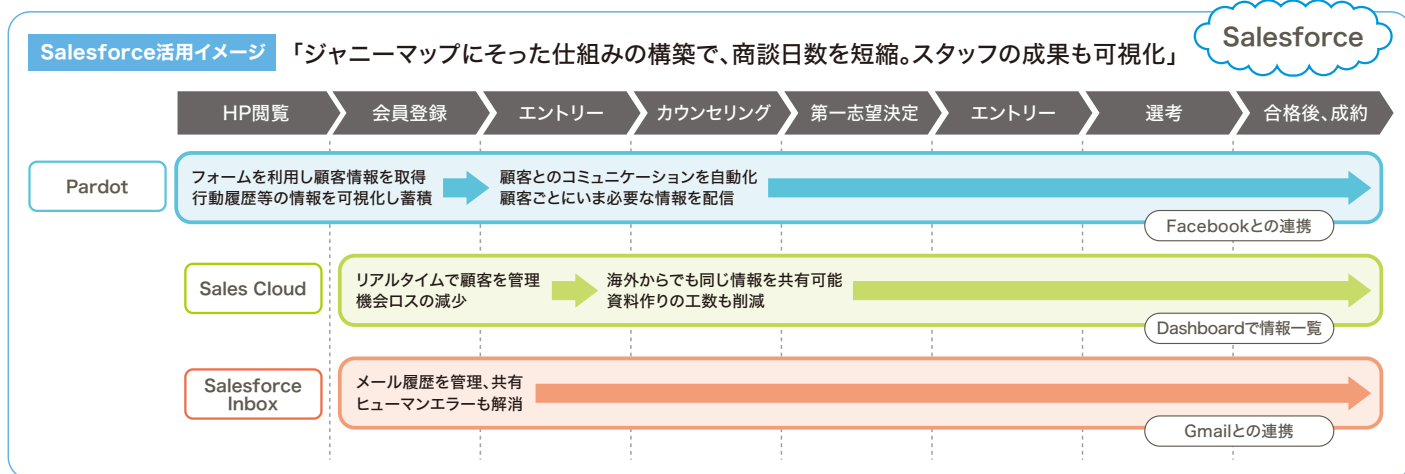 Salesforce活用イメージ
「ジャーニーマップにそった仕組みの構築で、商談日数を短縮。スタッフの成果も可視化」
Salesforce
HP閲覧
会員登録
エントリー
カウンセリング
第一志望決定
エントリー
選考
合格後、成約
Pardot
フォームを利用し顧客情報を取得
行動履歴等の情報を可視化し蓄積
顧客とのコミュニケーションを自動化
顧客ごとにいま必要な情報を配信
Facebookとの連携
Sales Cloud
リアルタイムで顧客を管理
機会ロスの減少
海外からでも同じ情報を共有可能
資料作りの工数も削減
Dashboardで情報一覧
Salesforce
Inbox
メール履歴を管理、共有
ヒューマンエラーも解消
Gmailとの連携